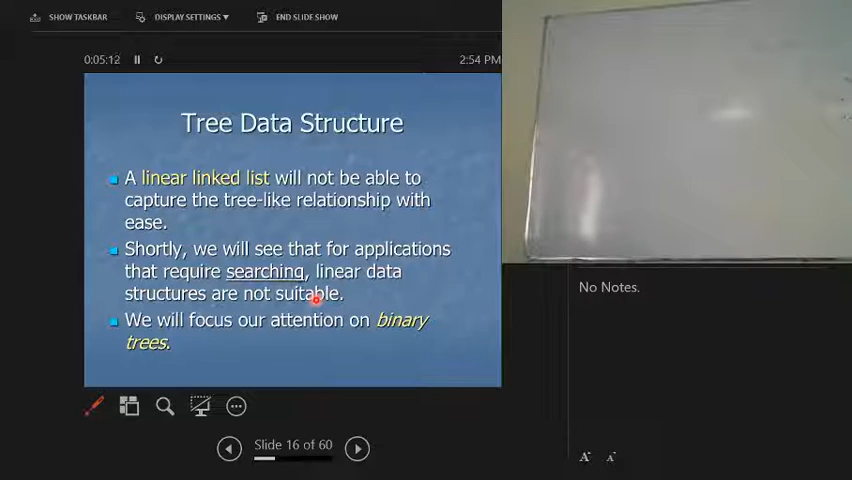 SHOW TASKBAR
DISPLAY SETTINGS ▾
END SLIDE SHOW
0:05:12
2:54 PM
Tree Data Structure
A linear linked list will not be able to
capture the tree-like relationship with
ease.
Shortly, we will see that for applications
that require searching, linear data
structures are not suitable.
We will focus our attention on binary
trees.
No Notes.
Slide 16 of 60
A A